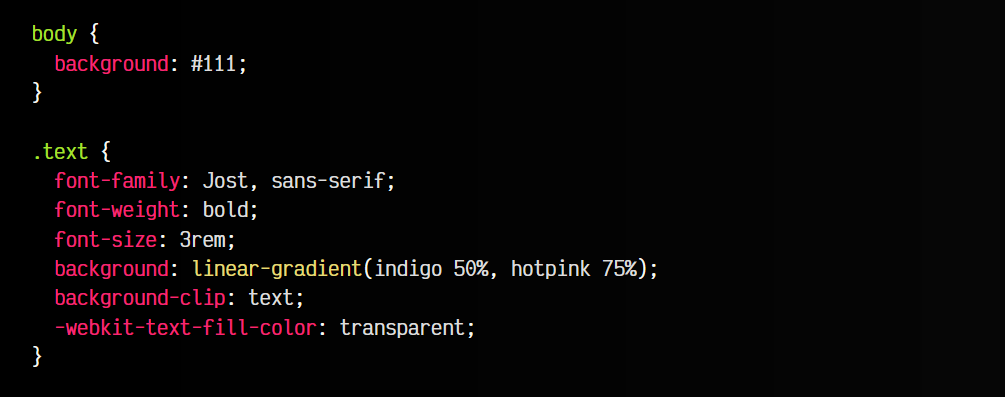 body {
  background: #111;
}

.text {
  font-family: Jost, sans-serif;
  font-weight: bold;
  font-size: 3rem;
  background: linear-gradient(indigo 50%, hotpink 75%);
  background-clip: text;
  -webkit-text-fill-color: transparent;
}